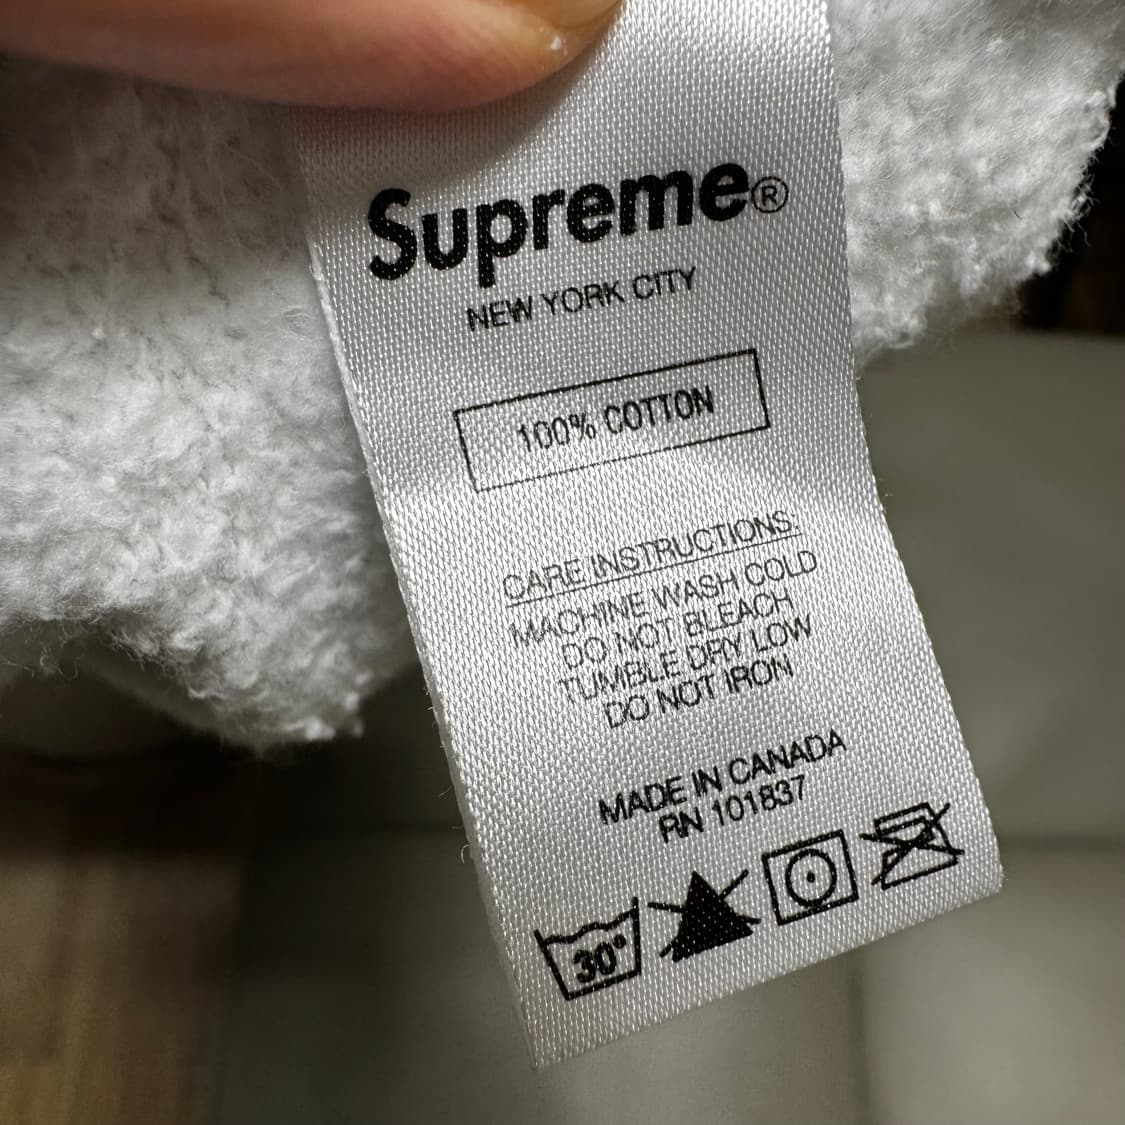 Supreme®
NEW YORK CITY
100% COTTON
CARE INSTRUCTIONS:
MACHINE WASH COLD
DO NOT BLEACH
TUMBLE DRY LOW
DO NOT IRON
MADE IN CANADA
RN 101837
30°